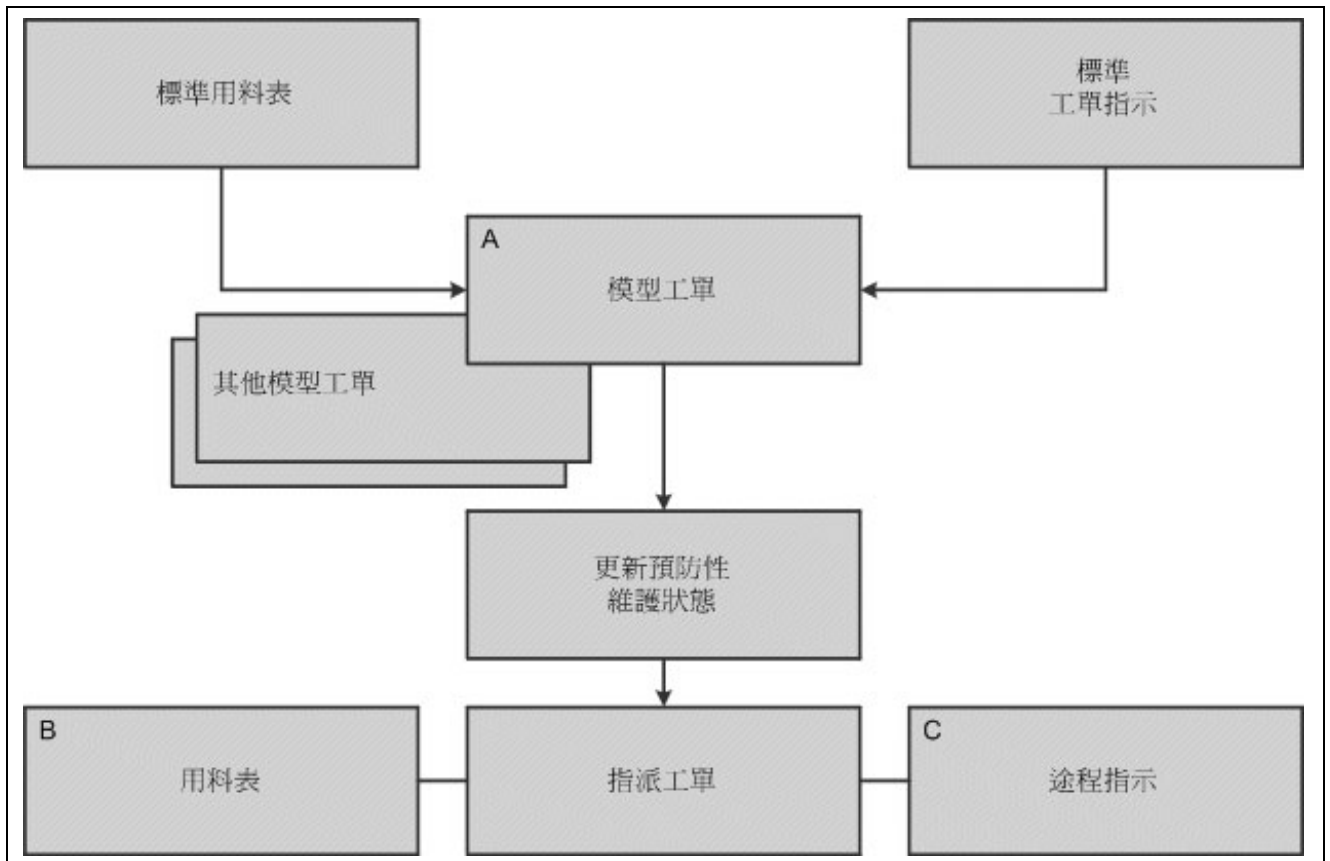 標準用料表
標準
工單指示
A
模型工單
其他模型工單
更新預防性
維護狀態
B
用料表
指派工單
C
途程指示